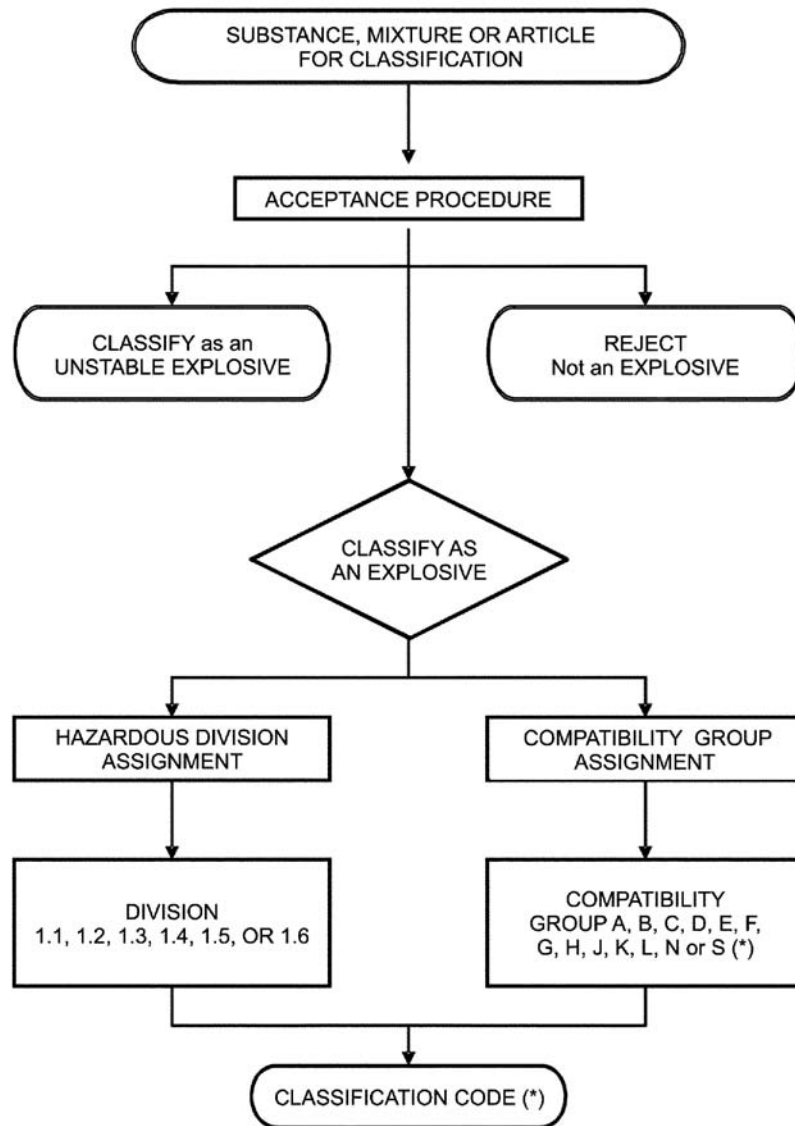 SUBSTANCE, MIXTURE OR ARTICLE
FOR CLASSIFICATION
ACCEPTANCE PROCEDURE
CLASSIFY as an
UNSTABLE EXPLOSIVE
REJECT
Not an EXPLOSIVE
CLASSIFY AS
AN EXPLOSIVE
HAZARDOUS DIVISION
ASSIGNMENT
COMPATIBILITY GROUP
ASSIGNMENT
DIVISION
1.1, 1.2, 1.3, 1.4, 1.5, OR 1.6
COMPATIBILITY
GROUP A, B, C, D, E, F,
G, H, J, K, L, N or S (*)
CLASSIFICATION CODE (*)